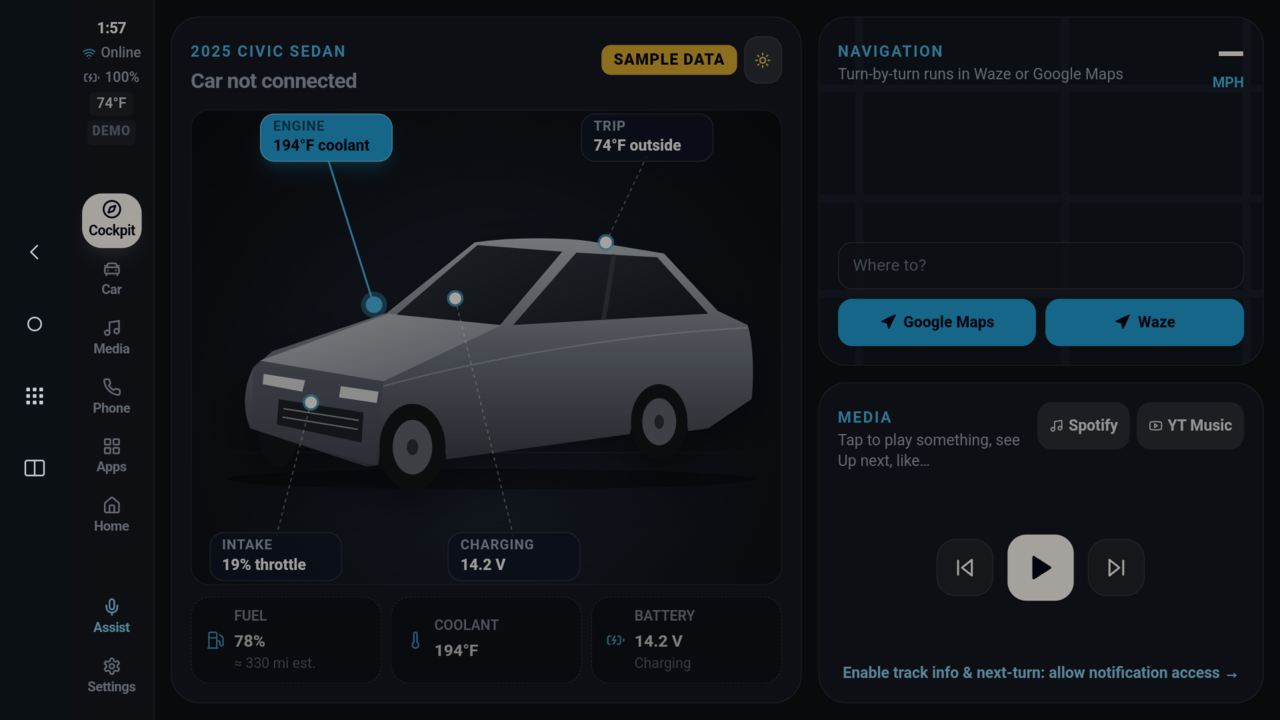 1:57
Online
100%
74°F
DEMO
Cockpit
Car
Media
Phone
Apps
Home
Assist
Settings
2025 CIVIC SEDAN
Car not connected
SAMPLE DATA
ENGINE
194°F coolant
TRIP
74°F outside
INTAKE
19% throttle
CHARGING
14.2 V
FUEL
78%
≈ 330 mi est.
COOLANT
194°F
BATTERY
14.2 V
Charging
NAVIGATION
Turn-by-turn runs in Waze or Google Maps
—
MPH
Where to?
Google Maps
Waze
MEDIA
Tap to play something, see
Up next, like…
Spotify
YT Music
Enable track info & next-turn: allow notification access →